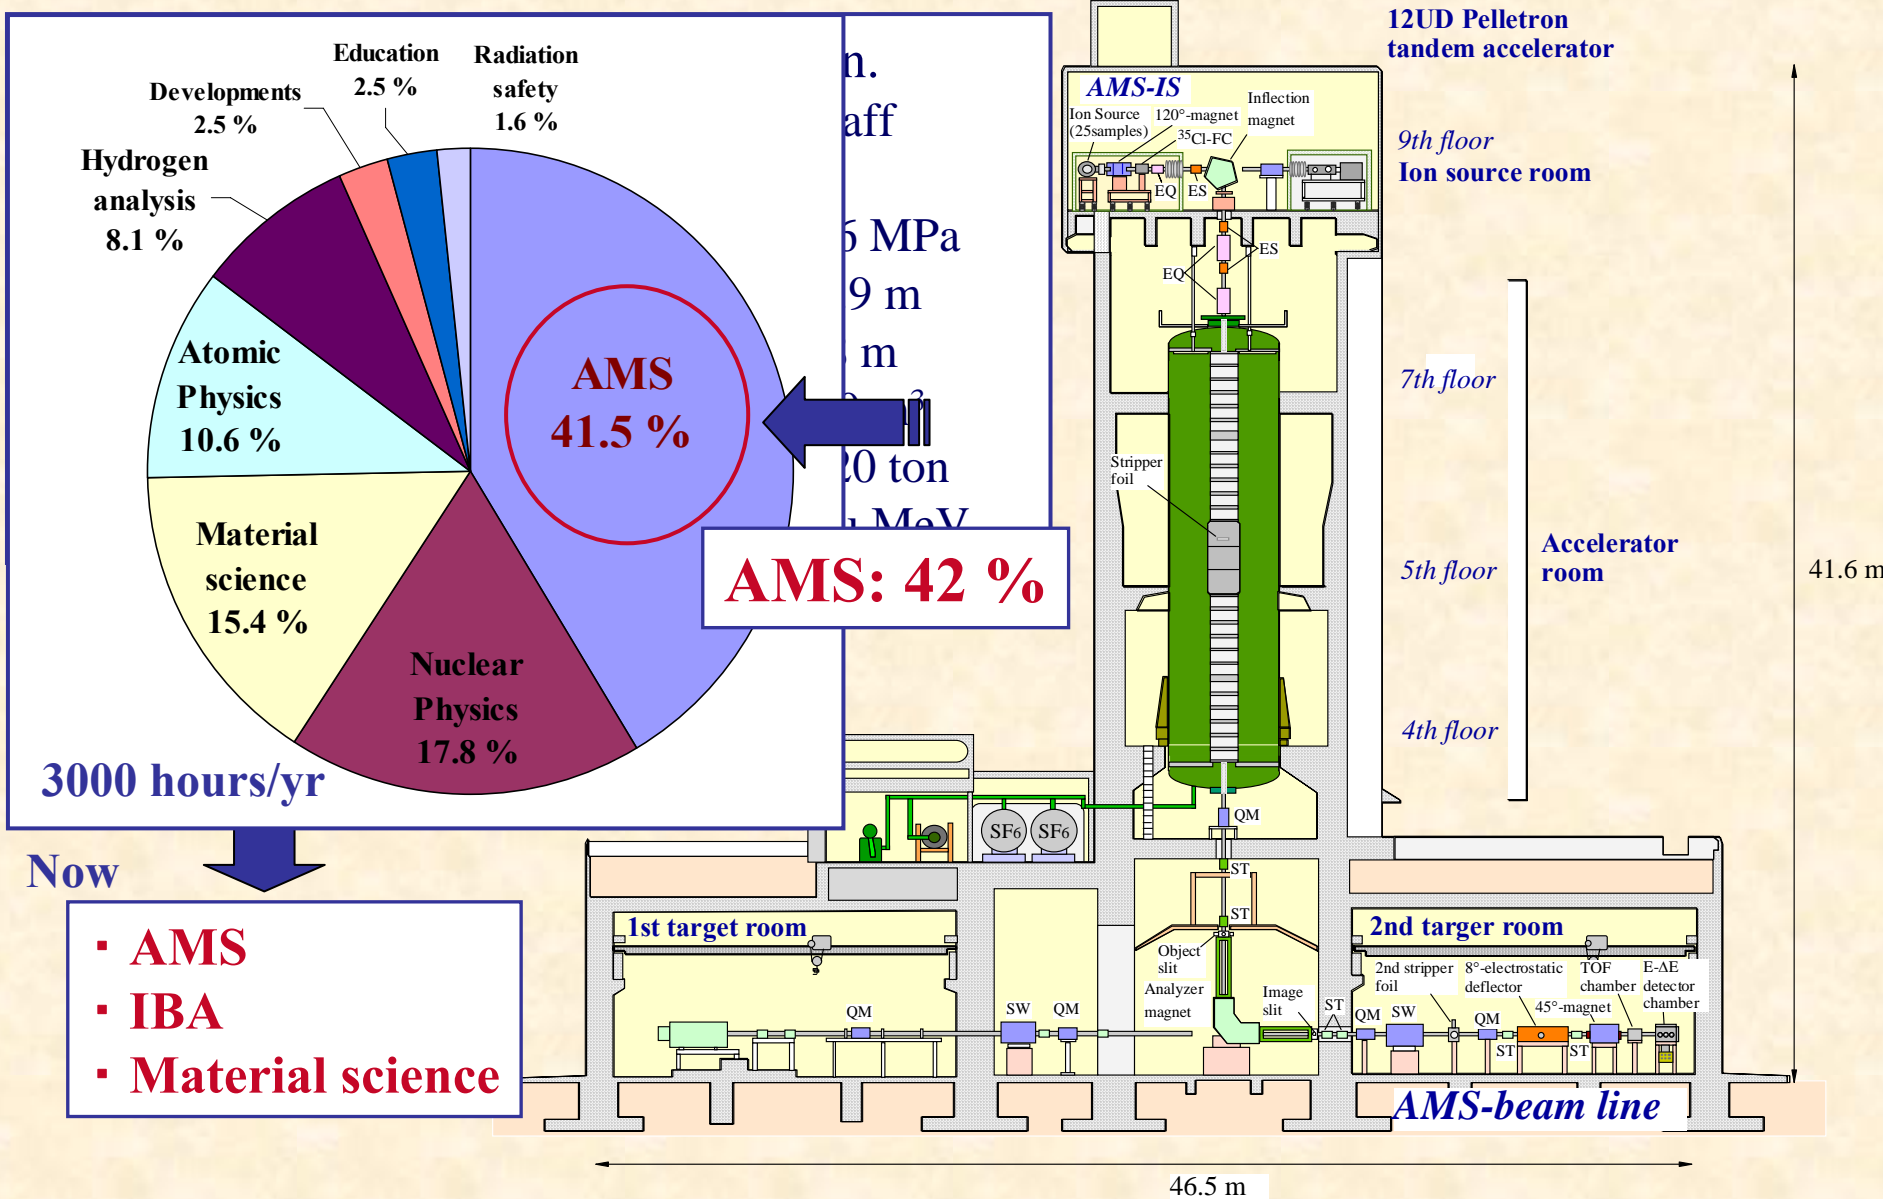 Education
2.5 %
Radiation
safety
1.6 %
Developments
2.5 %
Hydrogen
analysis
8.1 %
Atomic
Physics
10.6 %
Material
science
15.4 %
Nuclear
Physics
17.8 %
AMS
41.5 %
3000 hours/yr
6 MPa
9 m
m
20 ton
MeV
AMS: 42 %
Now
· AMS
· IBA
· Material science
12UD Pelletron
tandem accelerator
AMS-IS
Ion Source
(25samples)
120°-magnet
35Cl-FC
Inflection
magnet
EQ
ES
9th floor
Ion source room
ES
EQ
7th floor
Stripper
foil
5th floor
Accelerator
room
41.6 m
4th floor
QM
SF6
SF6
ST
ST
1st target room
Object
slit
Analyzer
magnet
Image
slit
QM
SW
QM
ST
2nd targer room
2nd stripper
foil
8°-electrostatic
deflector
TOF
chamber
E-ΔE
detector
chamber
45°-magnet
QM
SW
QM
ST
ST
AMS-beam line
46.5 m